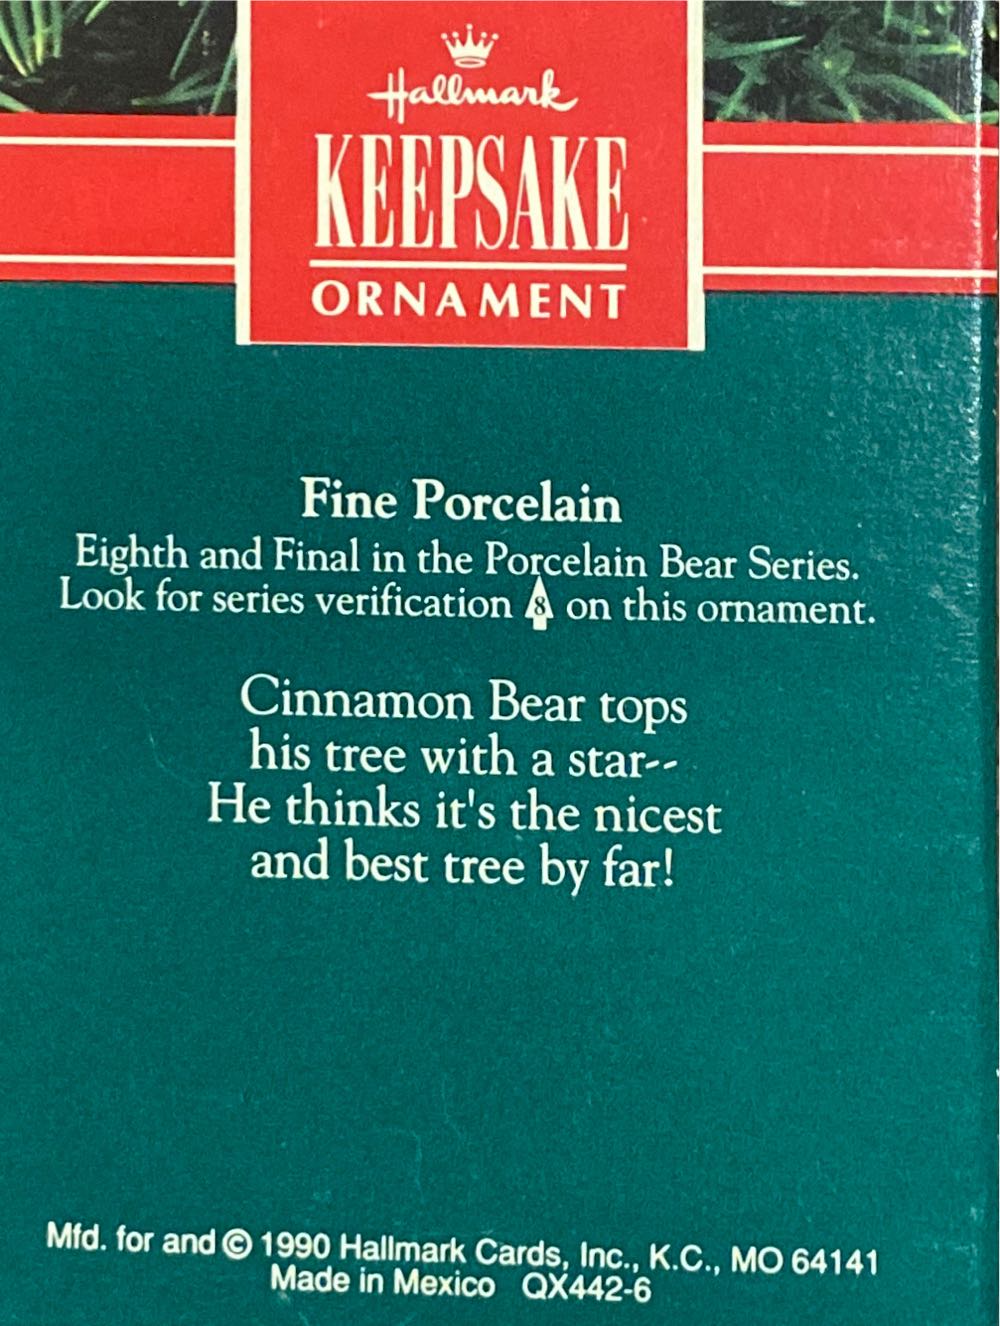 Hallmark
KEEPSAKE
ORNAMENT
Fine Porcelain
Eighth and Final in the Porcelain Bear Series.
Look for series verification 8 on this ornament.
Cinnamon Bear tops
his tree with a star--
He thinks it's the nicest
and best tree by far!
Mfd. for and © 1990 Hallmark Cards, Inc., K.C., MO 64141
Made in Mexico QX442-6